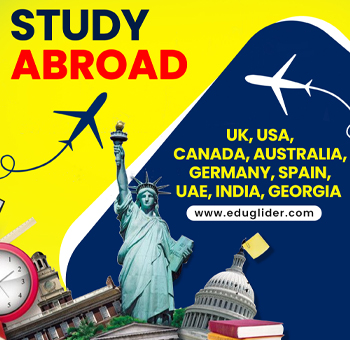 STUDY
ABROAD
UK, USA,
CANADA, AUSTRALIA,
GERMANY, SPAIN,
UAE, INDIA, GEORGIA
www.eduglider.com